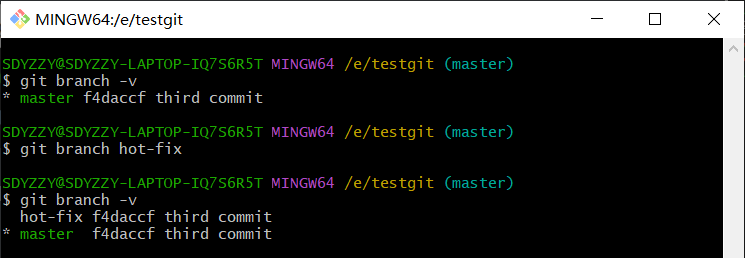 MINGW64:/e/testgit
SDYZZY@SDYZZY-LAPTOP-IQ7S6R5T MINGW64 /e/testgit (master)
$ git branch -v
* master f4daccf third commit
SDYZZY@SDYZZY-LAPTOP-IQ7S6R5T MINGW64 /e/testgit (master)
$ git branch hot-fix
SDYZZY@SDYZZY-LAPTOP-IQ7S6R5T MINGW64 /e/testgit (master)
$ git branch -v
  hot-fix f4daccf third commit
* master  f4daccf third commit